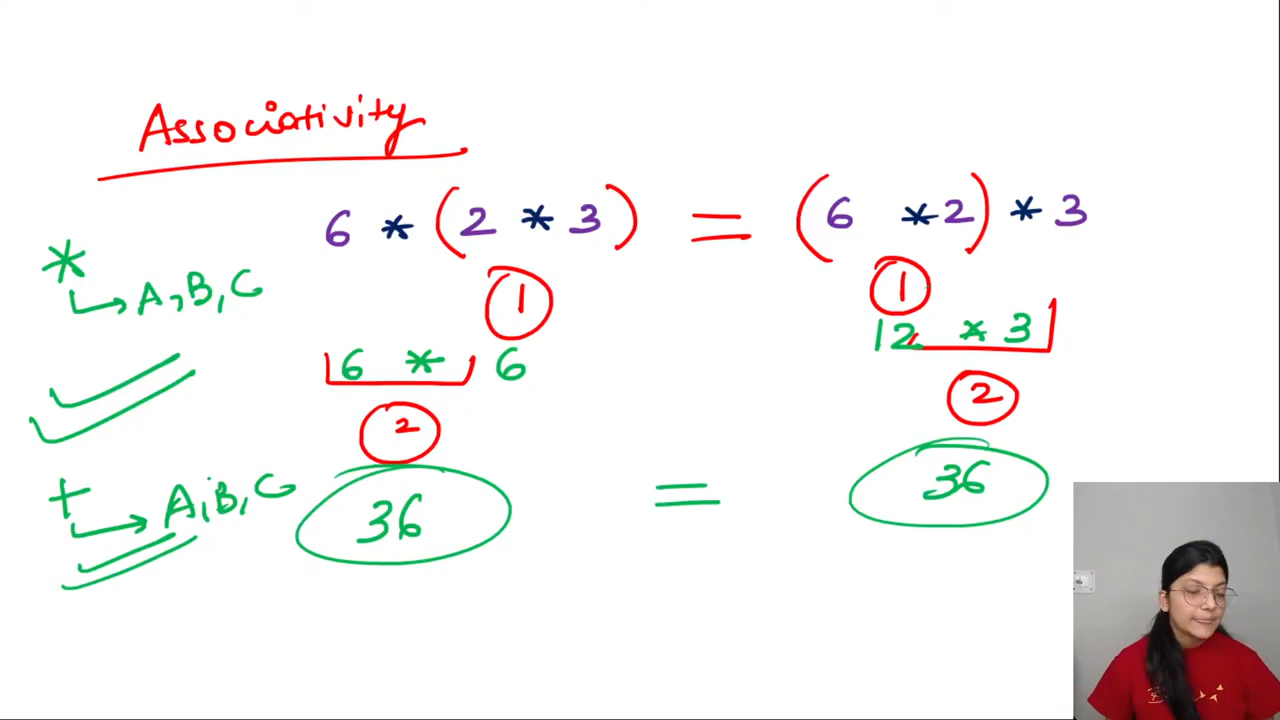 Associativity
6 * (2 * 3) = (6 * 2) * 3
* → A, B, C
1
1
6 * 6
12 * 3
2
2
+ → A, B, C
36 = 36